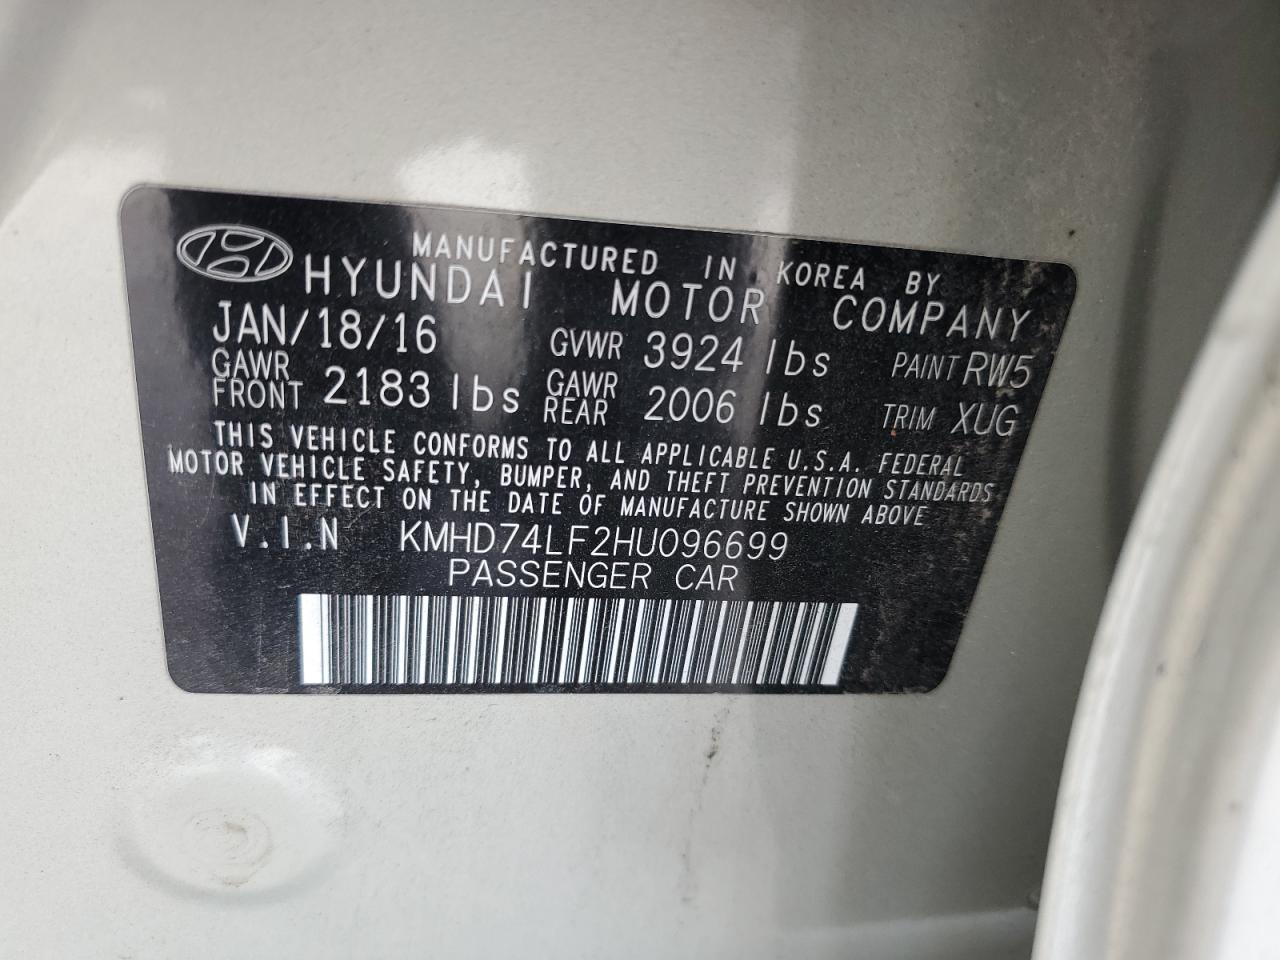 MANUFACTURED IN KOREA BY
HYUNDAI MOTOR COMPANY
JAN/18/16 GVWR 3924 lbs PAINT RW5
GAWR FRONT 2183 lbs GAWR REAR 2006 lbs TRIM XUG
THIS VEHICLE CONFORMS TO ALL APPLICABLE U.S.A. FEDERAL
MOTOR VEHICLE SAFETY, BUMPER, AND THEFT PREVENTION STANDARDS
IN EFFECT ON THE DATE OF MANUFACTURE SHOWN ABOVE
V.I.N KMHD74LF2HU096699
PASSENGER CAR